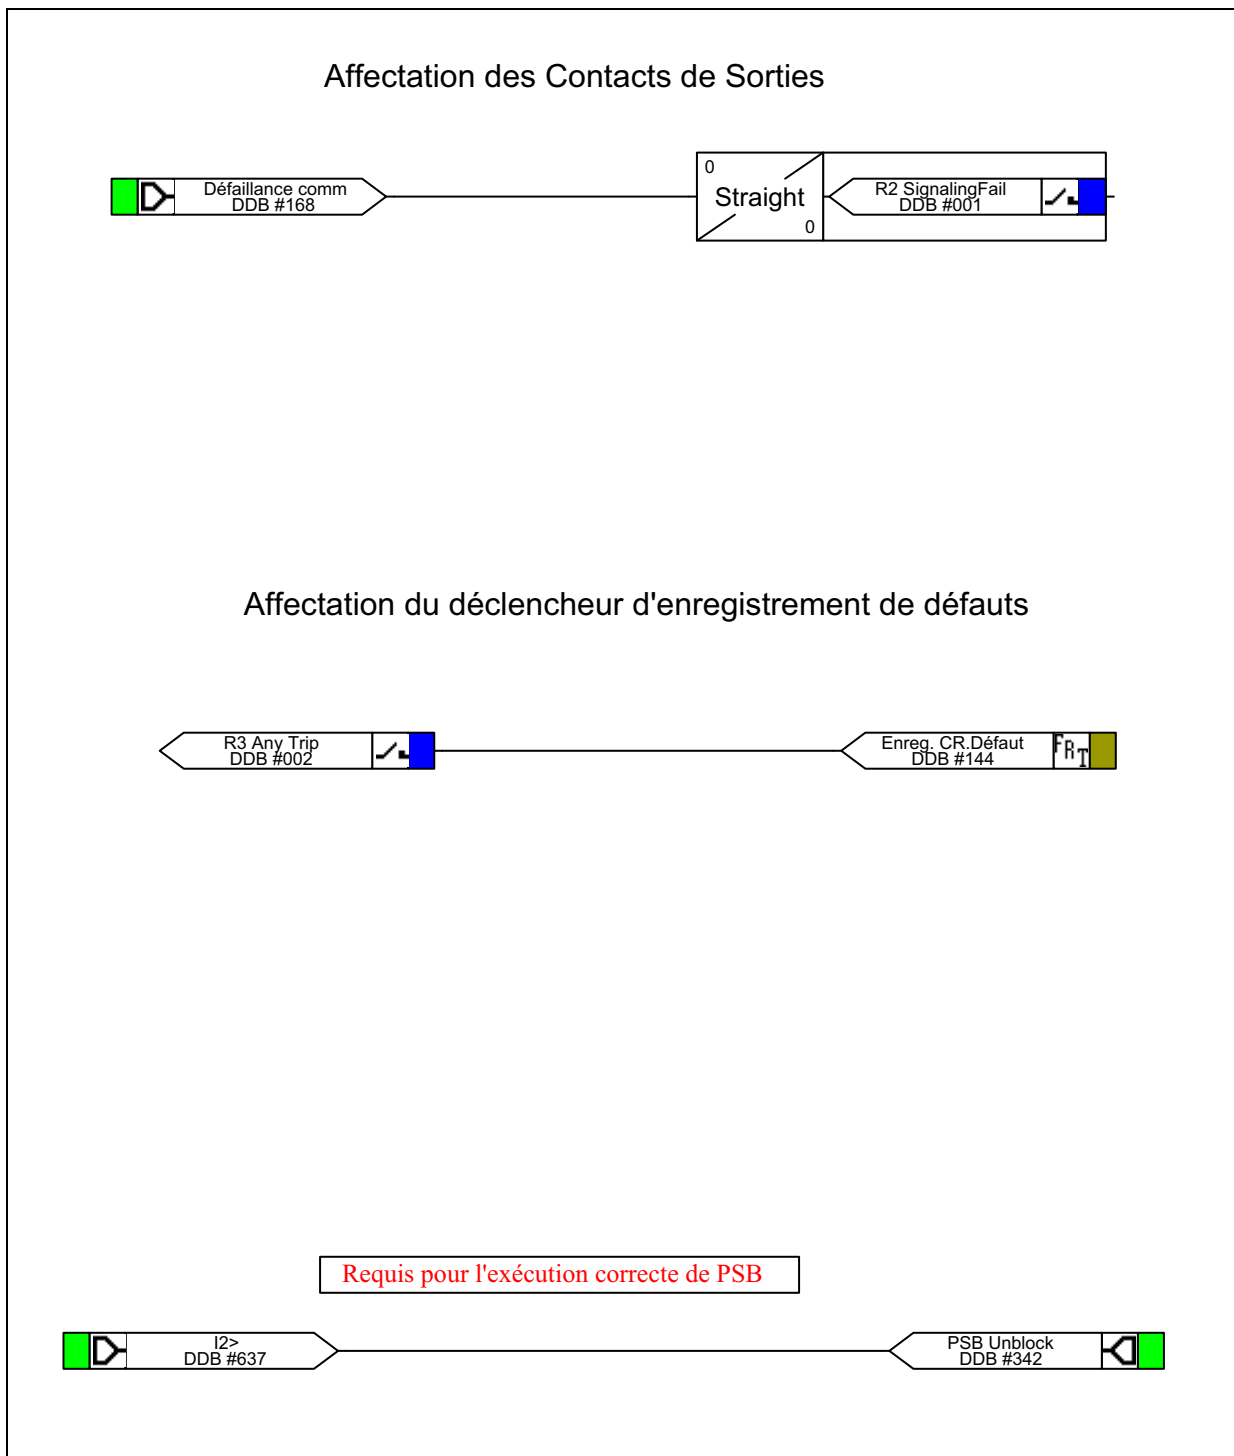 Affectation des Contacts de Sorties
Défaillance comm
DDB #168
0
Straight
0
R2 SignalingFail
DDB #001
Affectation du déclencheur d'enregistrement de défauts
R3 Any Trip
DDB #002
Enreg. CR.Défaut
DDB #144
FRT
Requis pour l'exécution correcte de PSB
I2>
DDB #637
PSB Unblock
DDB #342